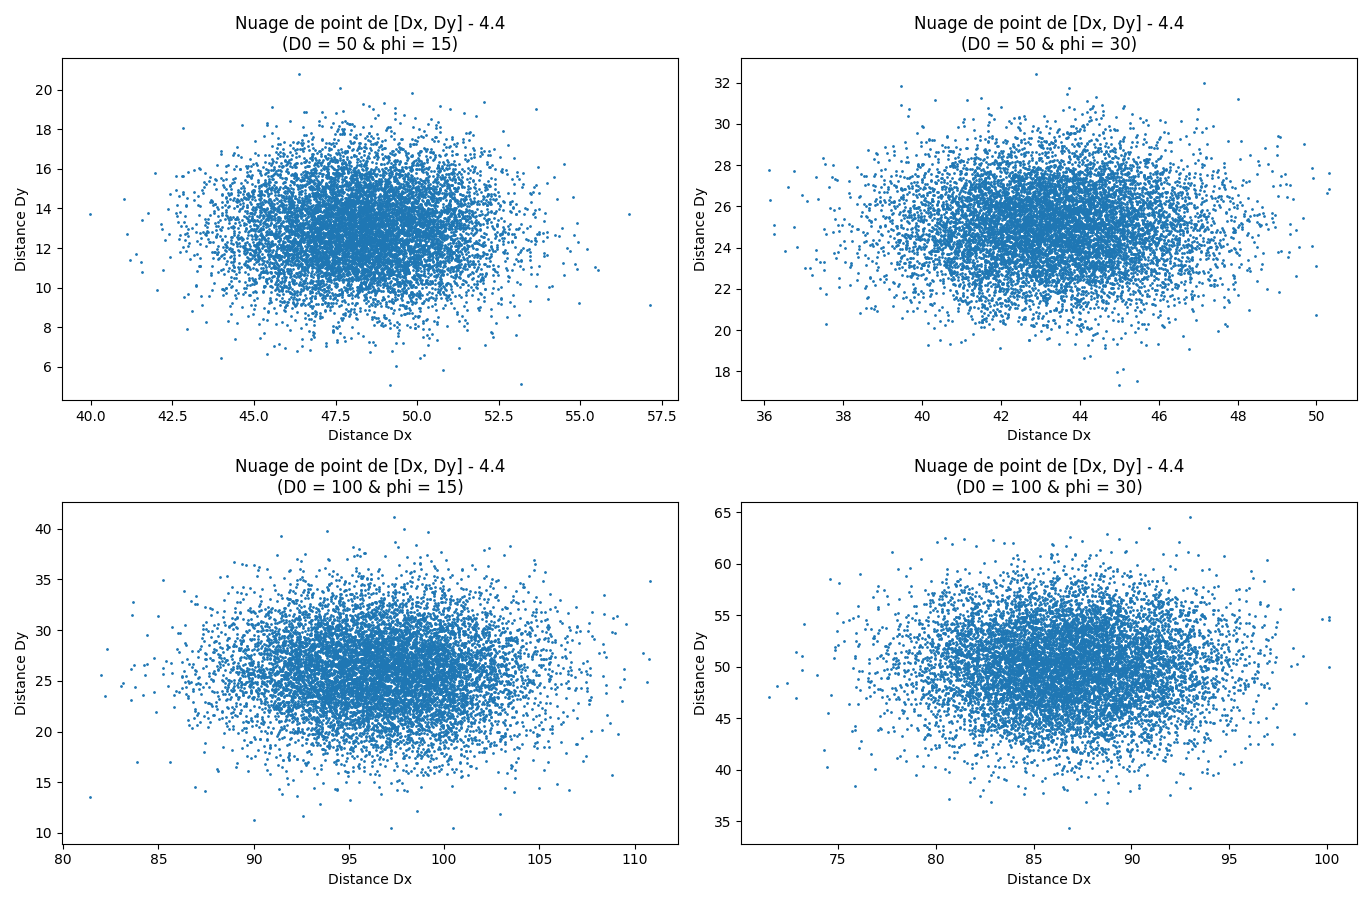 Nuage de point de [Dx, Dy] - 4.4
(D0 = 50 & phi = 15)
20
18
16
14
12
10
8
6
Distance Dy
40.0 42.5 45.0 47.5 50.0 52.5 55.0 57.5
Distance Dx
Nuage de point de [Dx, Dy] - 4.4
(D0 = 50 & phi = 30)
32
30
28
26
24
22
20
18
Distance Dy
36 38 40 42 44 46 48 50
Distance Dx
Nuage de point de [Dx, Dy] - 4.4
(D0 = 100 & phi = 15)
40
35
30
25
20
15
10
Distance Dy
80 85 90 95 100 105 110
Distance Dx
Nuage de point de [Dx, Dy] - 4.4
(D0 = 100 & phi = 30)
65
60
55
50
45
40
35
Distance Dy
75 80 85 90 95 100
Distance Dx